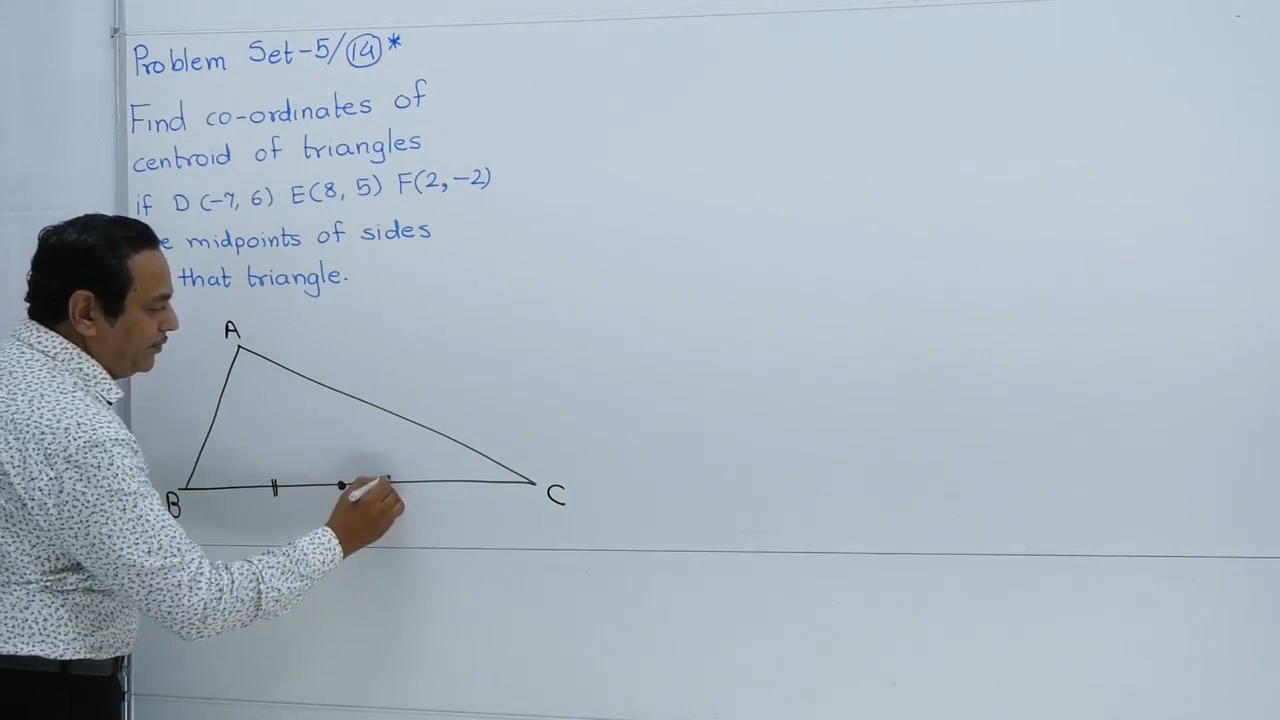 Problem Set-5/14*
Find co-ordinates of
centroid of triangles
if D (-7, 6) E(8, 5) F(2, -2)
midpoints of sides
that triangle.
A
B
C